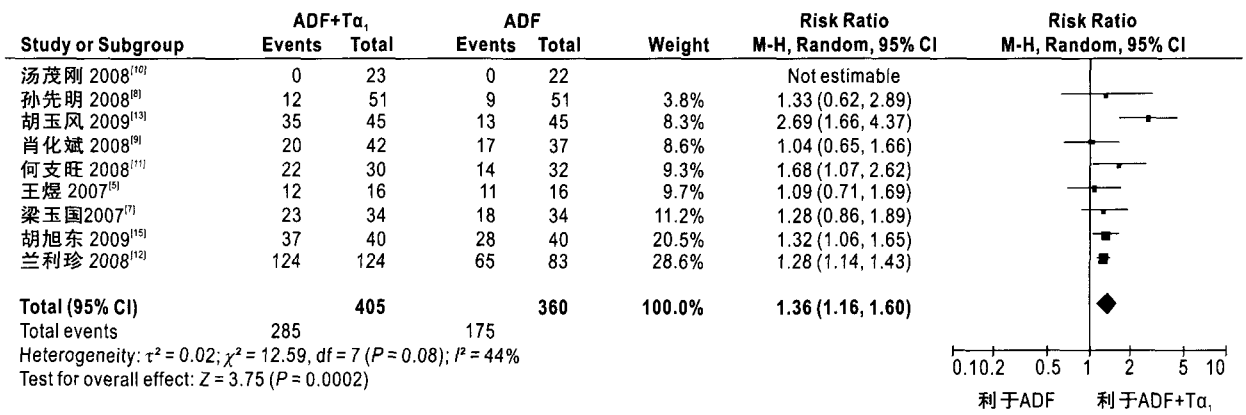 ADF+Tα₁ ADF Risk Ratio Risk Ratio
Study or Subgroup Events Total Events Total Weight M-H, Random, 95% CI M-H, Random, 95% CI
汤茂刚 2008[10] 0 23 0 22 Not estimable
孙先明 2008[8] 12 51 9 51 3.8% 1.33 (0.62, 2.89)
胡玉风 2009[13] 35 45 13 45 8.3% 2.69 (1.66, 4.37)
肖化斌 2008[9] 20 42 17 37 8.6% 1.04 (0.65, 1.66)
何支旺 2008[11] 22 30 14 32 9.3% 1.68 (1.07, 2.62)
王煜 2007[5] 12 16 11 16 9.7% 1.09 (0.71, 1.69)
梁玉国2007[7] 23 34 18 34 11.2% 1.28 (0.86, 1.89)
胡旭东 2009[15] 37 40 28 40 20.5% 1.32 (1.06, 1.65)
兰利珍 2008[12] 124 124 65 83 28.6% 1.28 (1.14, 1.43)
Total (95% CI) 405 360 100.0% 1.36 (1.16, 1.60)
Total events 285 175
Heterogeneity: τ² = 0.02; χ² = 12.59, df = 7 (P = 0.08); I² = 44%
Test for overall effect: Z = 3.75 (P = 0.0002)
0.1 0.2 0.5 1 2 5 10
利于ADF 利于ADF+Tα₁